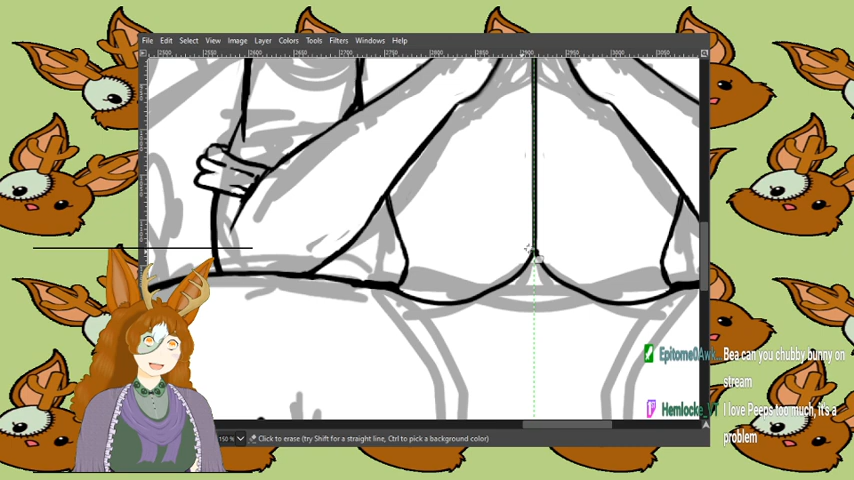 File Edit Select View Image Layer Colors Tools Filters Windows Help
150 % Click to erase (try Shift for a straight line, Ctrl to pick a background color)
Epitome0Awk... Bea can you chubby bunny on
stream
Hemlocke_VT I love Peeps too much, it's a
problem